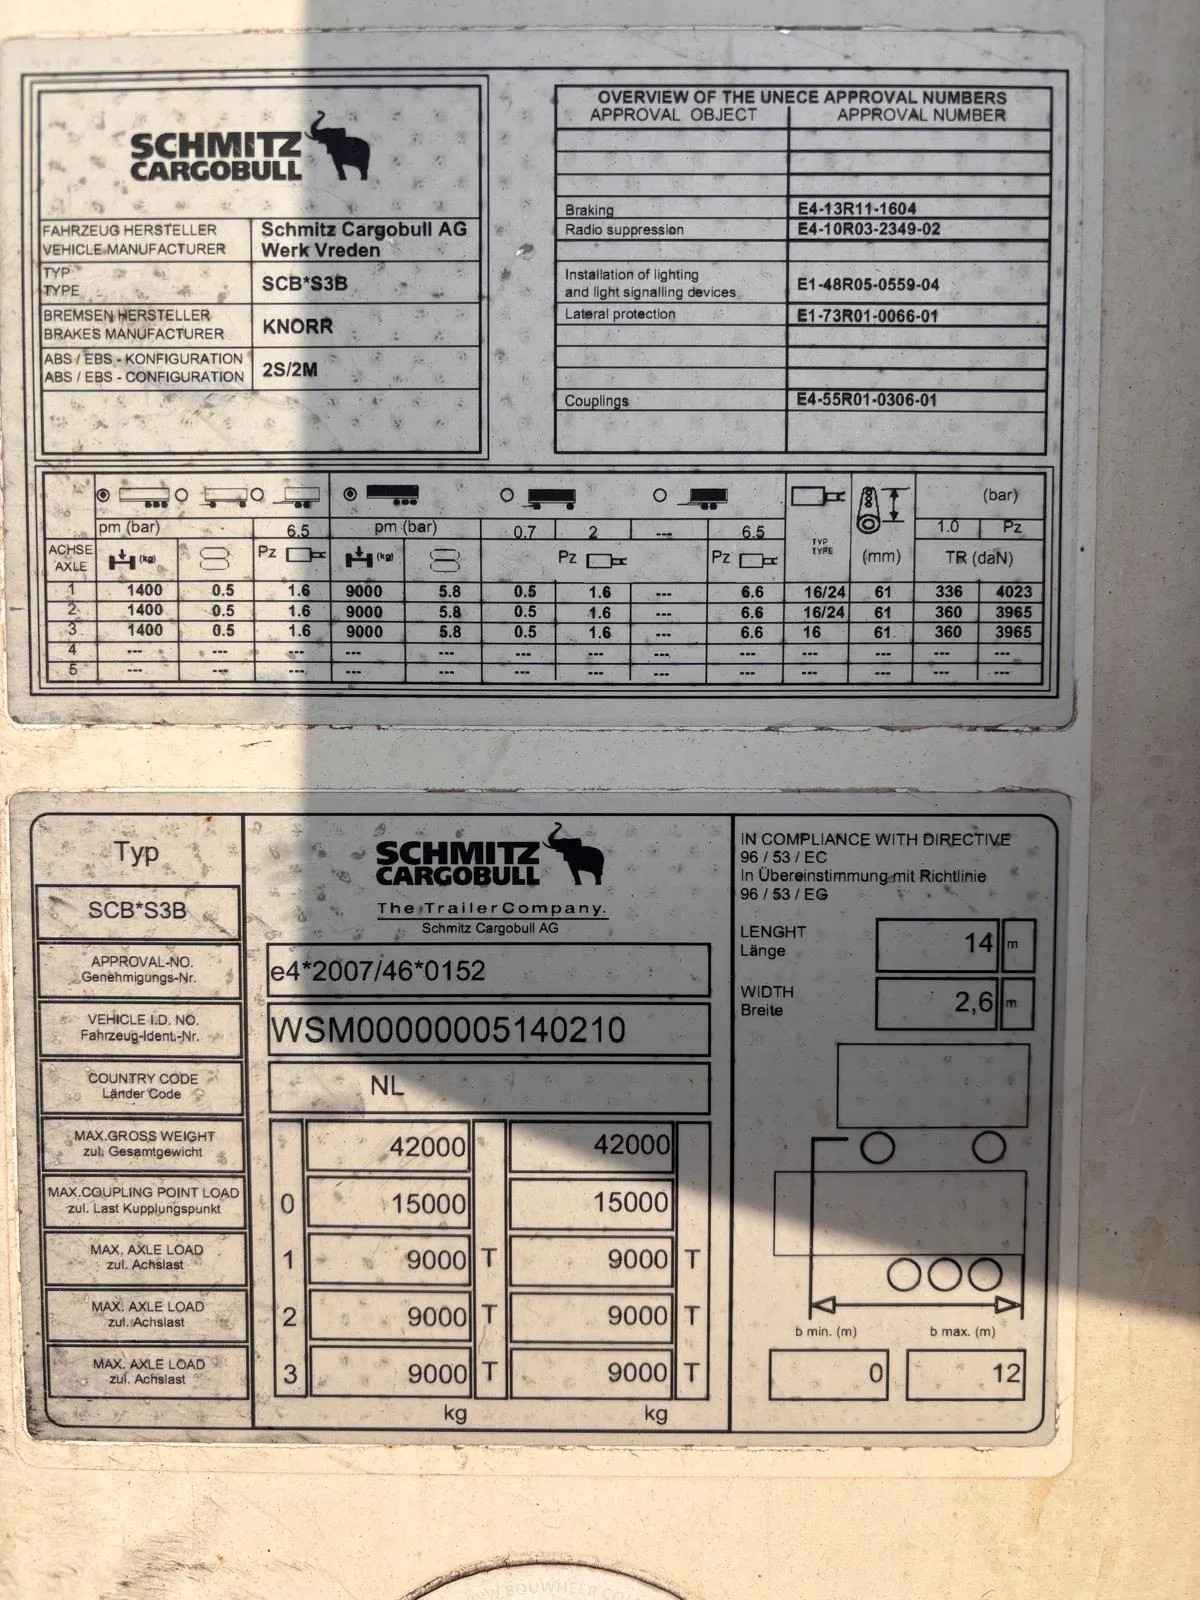 SCHMITZ
CARGOBULL
FAHRZEUG HERSTELLER
VEHICLE MANUFACTURER
Schmitz Cargobull AG
Werk Vreden
TYP
TYPE
SCB*S3B
BREMSEN HERSTELLER
BRAKES MANUFACTURER
KNORR
ABS / EBS - KONFIGURATION
ABS / EBS - CONFIGURATION
2S/2M
OVERVIEW OF THE UNECE APPROVAL NUMBERS
APPROVAL OBJECT APPROVAL NUMBER
Braking E4-13R11-1604
Radio suppression E4-10R03-2349-02
Installation of lighting
and light signalling devices E1-48R05-0559-04
Lateral protection E1-73R01-0066-01
Couplings E4-55R01-0306-01
(bar)
pm (bar) 6.5 pm (bar) 0.7 2 --- 6.5 1.0 Pz
ACHSE
AXLE
(kg) Pz (kg) Pz Pz
TYP
TYPE
(mm) TR (daN)
1 1400 0.5 1.6 9000 5.8 0.5 1.6 --- 6.6 16/24 61 336 4023
2 1400 0.5 1.6 9000 5.8 0.5 1.6 --- 6.6 16/24 61 360 3965
3 1400 0.5 1.6 9000 5.8 0.5 1.6 --- 6.6 16 61 360 3965
4 --- --- --- --- --- --- --- --- --- --- --- --- ---
5 --- --- --- --- --- --- --- --- --- --- --- --- ---
Typ
SCB*S3B
SCHMITZ
CARGOBULL
The Trailer Company.
Schmitz Cargobull AG
APPROVAL-NO.
Genehmigungs-Nr.
e4*2007/46*0152
VEHICLE I.D. NO.
Fahrzeug-Ident.-Nr.
WSM00000005140210
COUNTRY CODE
Länder Code
NL
MAX.GROSS WEIGHT
zul. Gesamtgewicht
42000 42000
MAX.COUPLING POINT LOAD
zul. Last Kupplungspunkt
0 15000 15000
MAX. AXLE LOAD
zul. Achslast
1 9000 T 9000 T
MAX. AXLE LOAD
zul. Achslast
2 9000 T 9000 T
MAX. AXLE LOAD
zul. Achslast
3 9000 T 9000 T
kg kg
IN COMPLIANCE WITH DIRECTIVE
96 / 53 / EC
In Übereinstimmung mit Richtlinie
96 / 53 / EG
LENGHT
Länge
14 m
WIDTH
Breite
2,6 m
b min. (m) b max. (m)
0 12